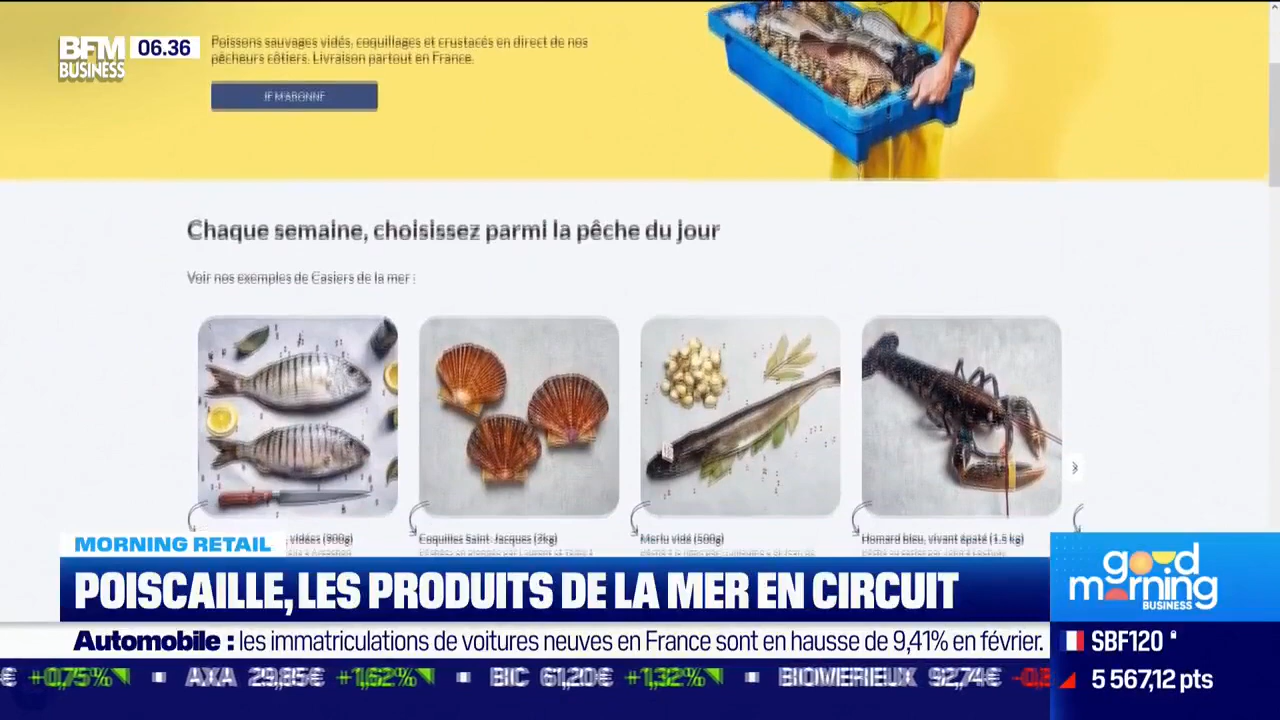 BFM
BUSINESS
06.36
Poissons sauvages vidés, coquillages et crustacés en direct de nos
pêcheurs côtiers. Livraison partout en France.
JE M'ABONNE
Chaque semaine, choisissez parmi la pêche du jour
Voir nos exemples de Casiers de la mer :
vidées (900g)
Coquilles Saint-Jacques (2kg)
Merlu vidé (500g)
Homard bleu, vivant épaté (1.5 kg)
MORNING RETAIL
POISCAILLE, LES PRODUITS DE LA MER EN CIRCUIT
good
morning
BUSINESS
Automobile : les immatriculations de voitures neuves en France sont en hausse de 9,41% en février.
SBF120
€ +0,75% AXA 29,85€ +1,62% BIC 61,20€ +1,32% BIOMERIEUX 92,74€
5 567,12 pts